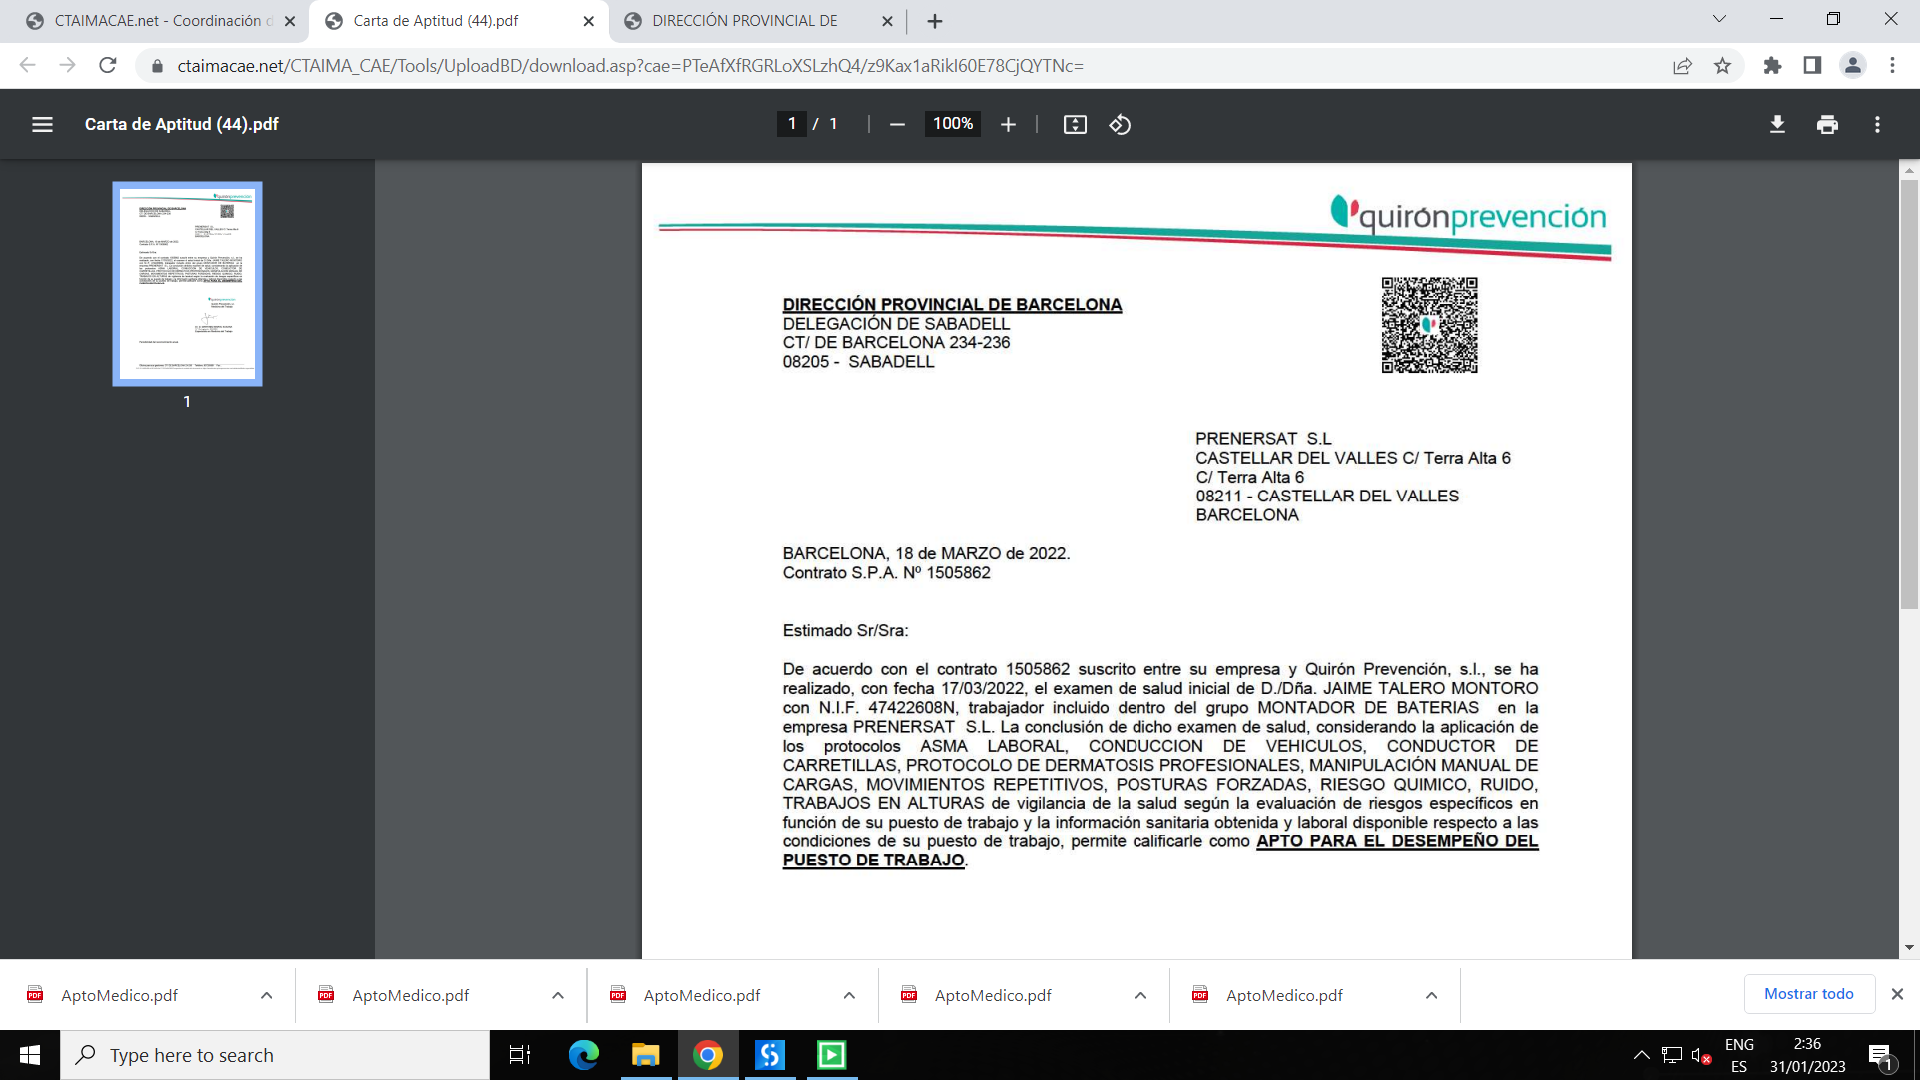 CTAIMACAE.net - Coordinación d
Carta de Aptitud (44).pdf
DIRECCIÓN PROVINCIAL DE
ctaimacae.net/CTAIMA_CAE/Tools/UploadBD/download.asp?cae=PTeAfXfRGRLoXSLzhQ4/z9Kax1aRikI60E78CjQYTNc=
Carta de Aptitud (44).pdf
1 / 1
100%
1
quirónprevención
DIRECCIÓN PROVINCIAL DE BARCELONA
DELEGACIÓN DE SABADELL
CT/ DE BARCELONA 234-236
08205 - SABADELL
PRENERSAT S.L
CASTELLAR DEL VALLES C/ Terra Alta 6
C/ Terra Alta 6
08211 - CASTELLAR DEL VALLES
BARCELONA
BARCELONA, 18 de MARZO de 2022.
Contrato S.P.A. Nº 1505862
Estimado Sr/Sra:
De acuerdo con el contrato 1505862 suscrito entre su empresa y Quirón Prevención, s.l., se ha
realizado, con fecha 17/03/2022, el examen de salud inicial de D./Dña. JAIME TALERO MONTORO
con N.I.F. 47422608N, trabajador incluido dentro del grupo MONTADOR DE BATERIAS en la
empresa PRENERSAT S.L. La conclusión de dicho examen de salud, considerando la aplicación de
los protocolos ASMA LABORAL, CONDUCCION DE VEHICULOS, CONDUCTOR DE
CARRETILLAS, PROTOCOLO DE DERMATOSIS PROFESIONALES, MANIPULACIÓN MANUAL DE
CARGAS, MOVIMIENTOS REPETITIVOS, POSTURAS FORZADAS, RIESGO QUIMICO, RUIDO,
TRABAJOS EN ALTURAS de vigilancia de la salud según la evaluación de riesgos específicos en
función de su puesto de trabajo y la información sanitaria obtenida y laboral disponible respecto a las
condiciones de su puesto de trabajo, permite calificarle como APTO PARA EL DESEMPEÑO DEL
PUESTO DE TRABAJO.
AptoMedico.pdf
AptoMedico.pdf
AptoMedico.pdf
AptoMedico.pdf
AptoMedico.pdf
Mostrar todo
Type here to search
ENG
ES
2:36
31/01/2023
1